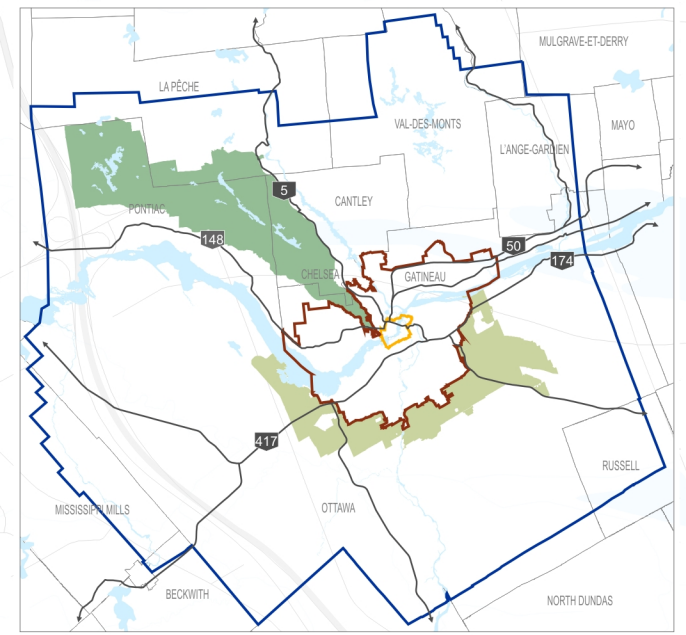 MULGRAVE-ET-DERRY
LA PÊCHE
VAL-DES-MONTS
MAYO
L'ANGE-GARDIEN
5
CANTLEY
PONTIAC
148
50
174
CHELSEA
GATINEAU
417
RUSSELL
MISSISSIPPI MILLS
OTTAWA
BECKWITH
NORTH DUNDAS